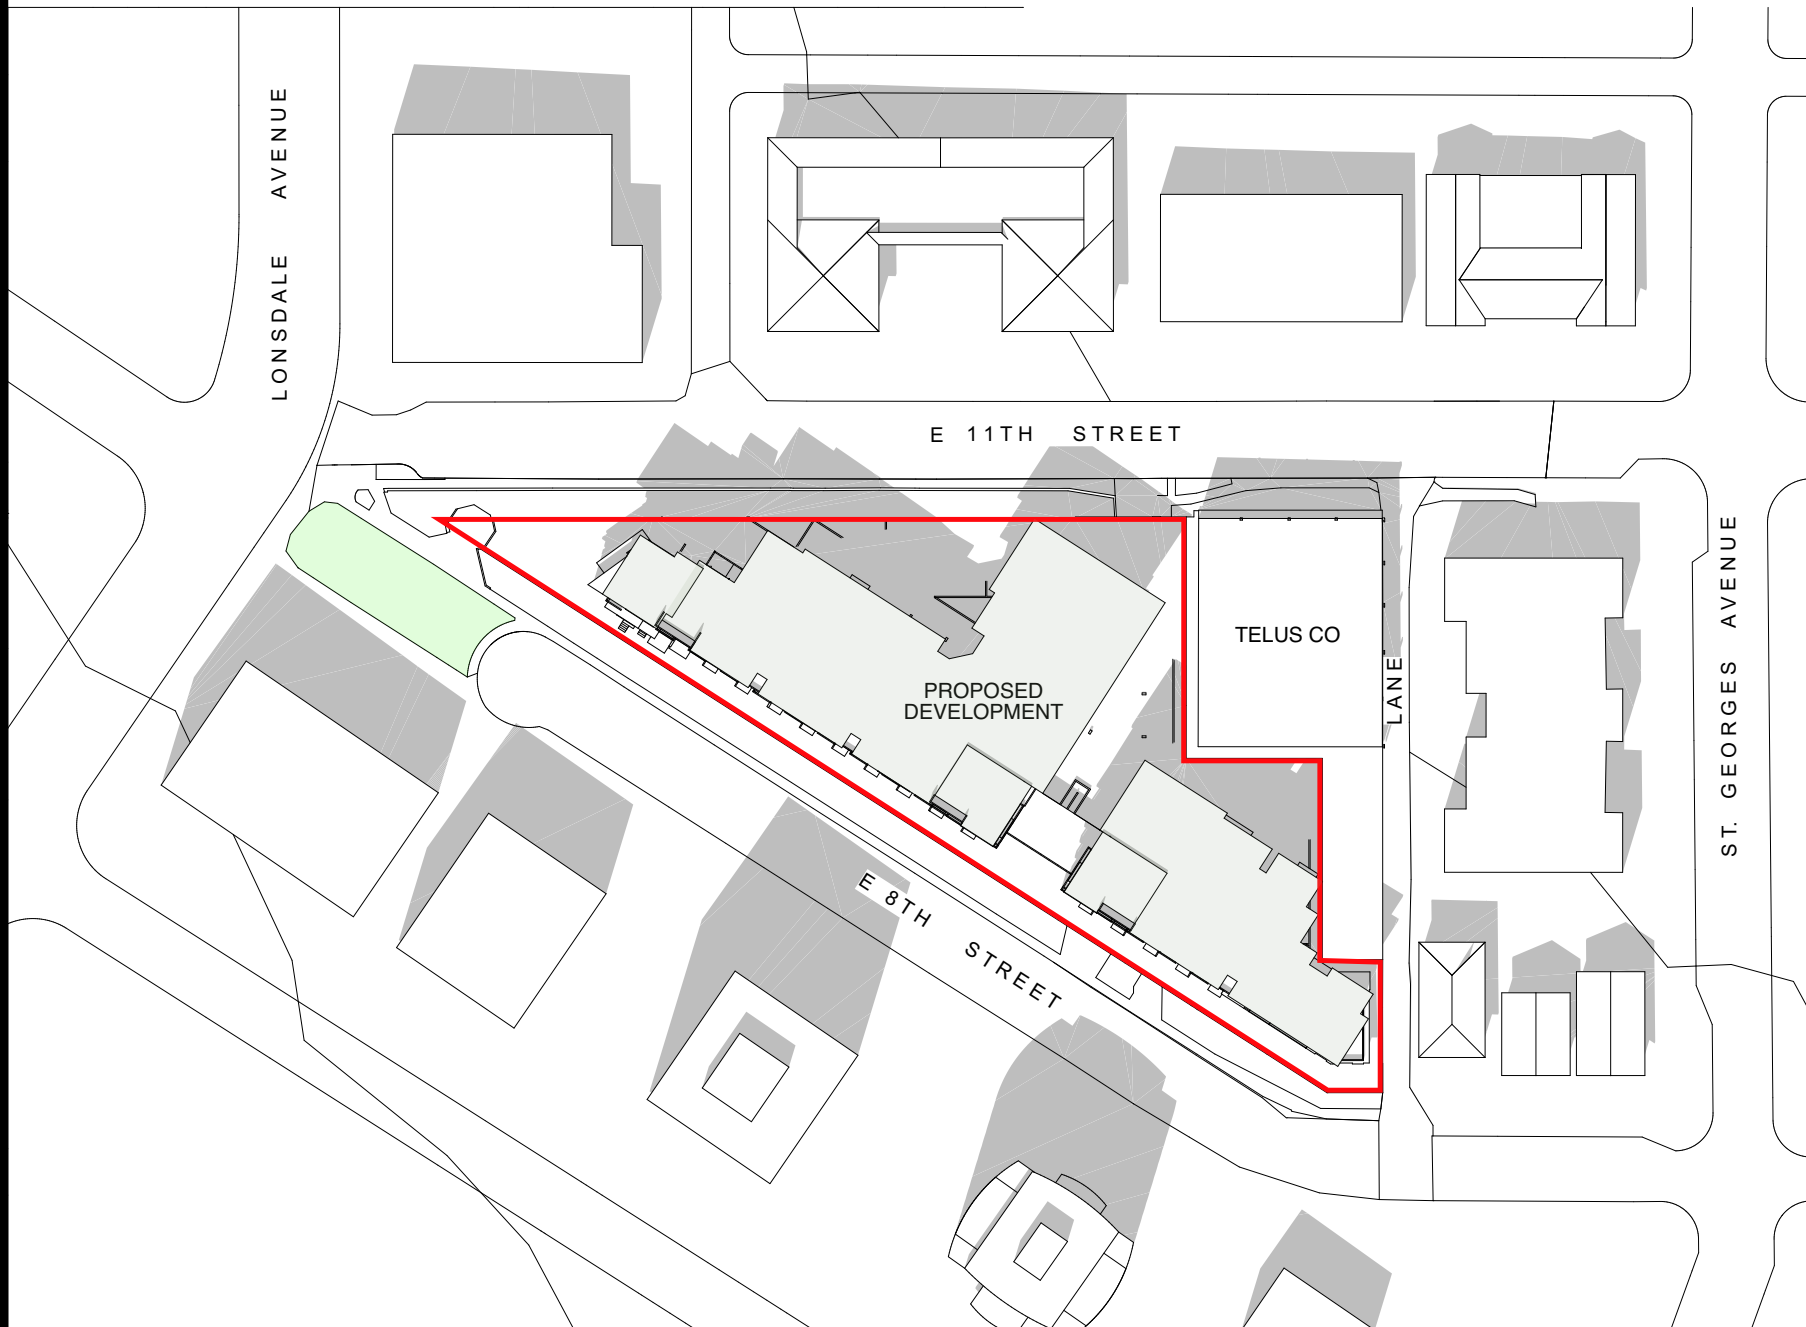 LONSDALE AVENUE
E 11TH STREET
TELUS CO
LANE
ST. GEORGES AVENUE
PROPOSED
DEVELOPMENT
E 8TH STREET